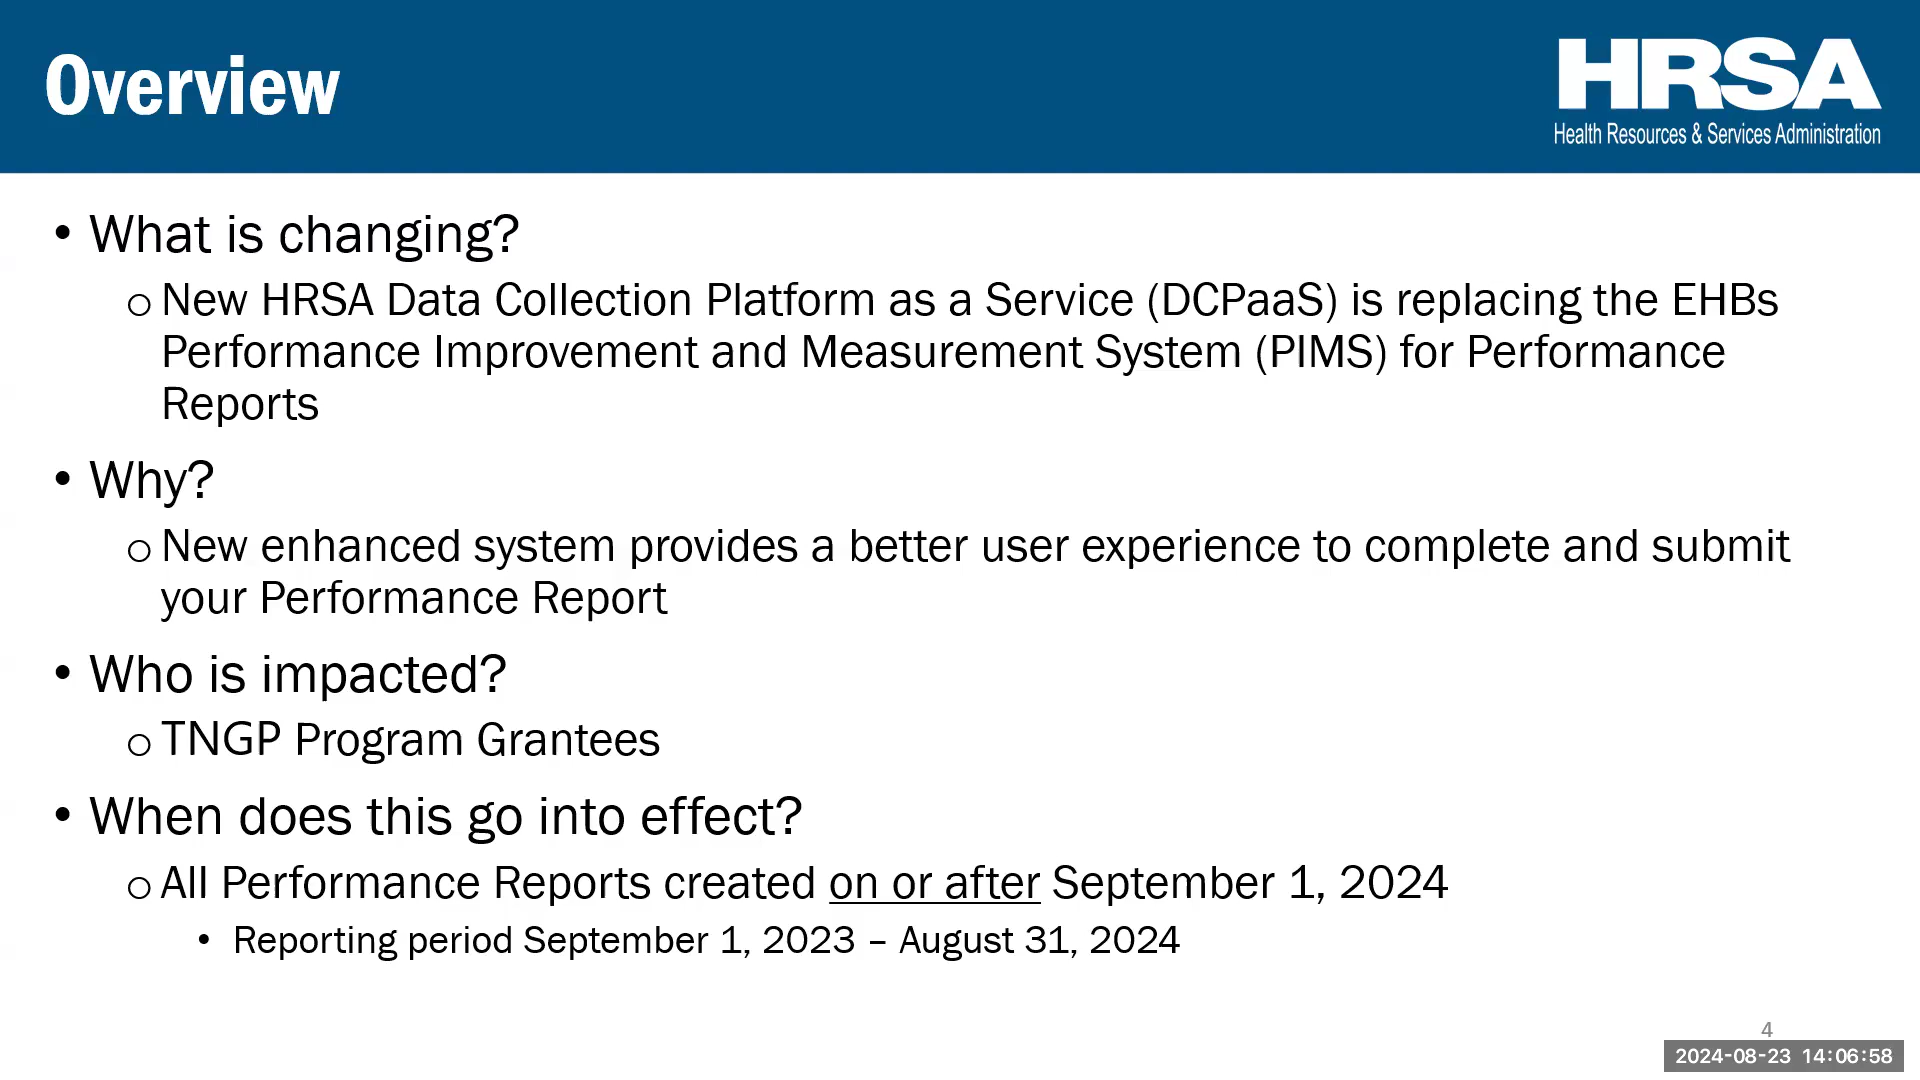 Overview
HRSA
Health Resources & Services Administration
• What is changing?
o New HRSA Data Collection Platform as a Service (DCPaaS) is replacing the EHBs
Performance Improvement and Measurement System (PIMS) for Performance
Reports
• Why?
o New enhanced system provides a better user experience to complete and submit
your Performance Report
• Who is impacted?
o TNGP Program Grantees
• When does this go into effect?
o All Performance Reports created on or after September 1, 2024
• Reporting period September 1, 2023 – August 31, 2024
4
2024-08-23 14:06:58